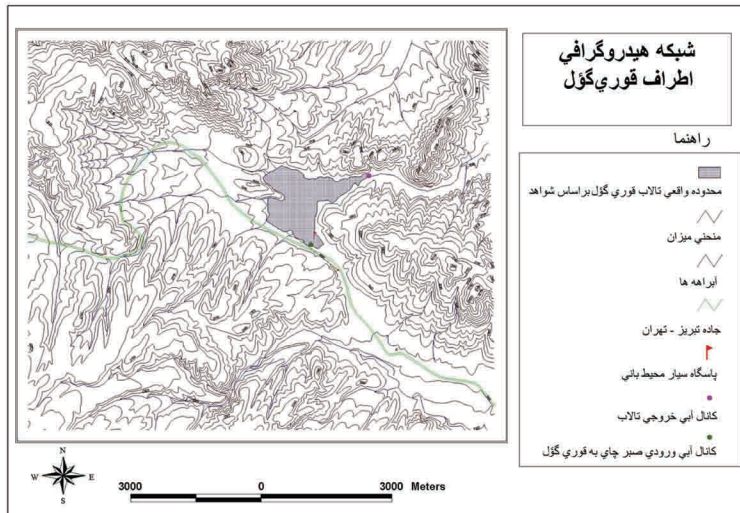 شبکه هيدروگرافي
اطراف قوري‌گؤل
راهنما
محدوده واقعي تالاب قوري گؤل براساس شواهد
منحني ميزان
آبراهه ها
جاده تبريز - تهران
پاسگاه سيار محيط باني
کانال آبي خروجي تالاب
کانال آبي ورودي صبر چاي به قوري گؤل
N
W E
S
3000 0 3000 Meters